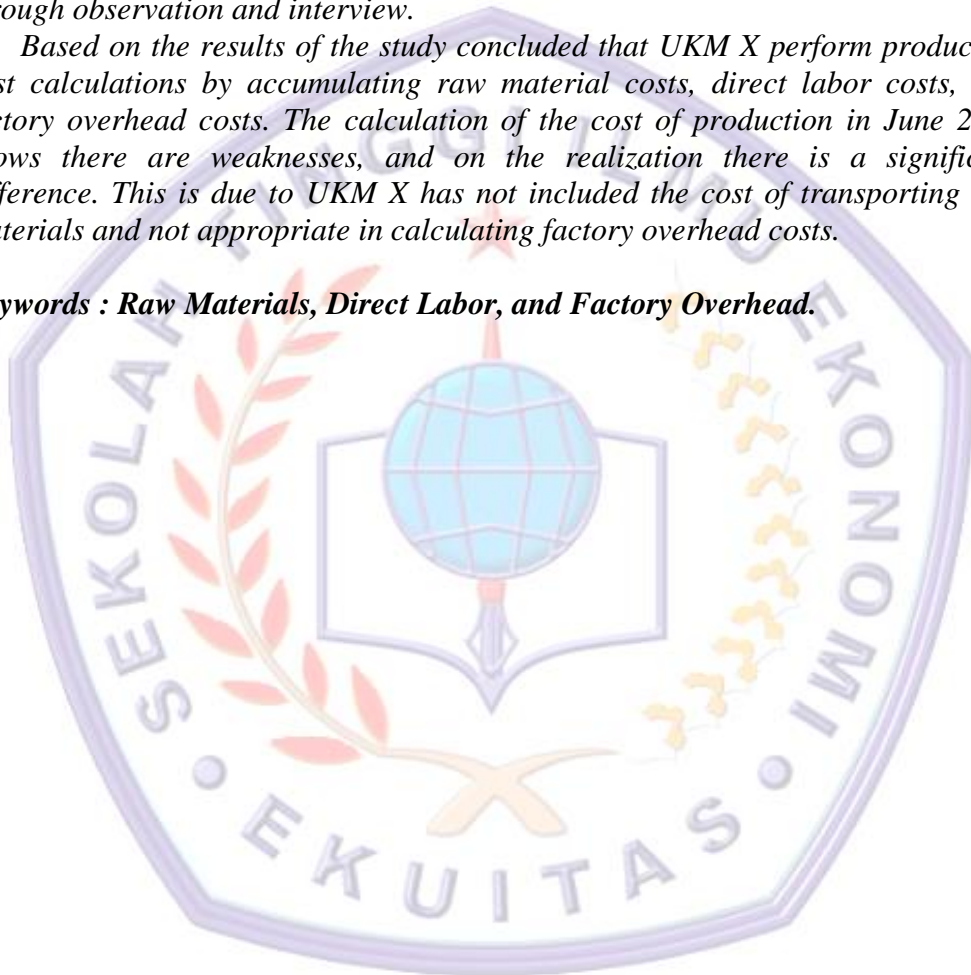 rough observation and interview.
Based on the results of the study concluded that UKM X perform produc
st calculations by accumulating raw material costs, direct labor costs,
ctory overhead costs. The calculation of the cost of production in June 2
ows there are weaknesses, and on the realization there is a signific
fference. This is due to UKM X has not included the cost of transporting
aterials and not appropriate in calculating factory overhead costs.
ywords : Raw Materials, Direct Labor, and Factory Overhead.
SEKOLAH TINGGI ILMU EKONOMI
• EKUITAS •